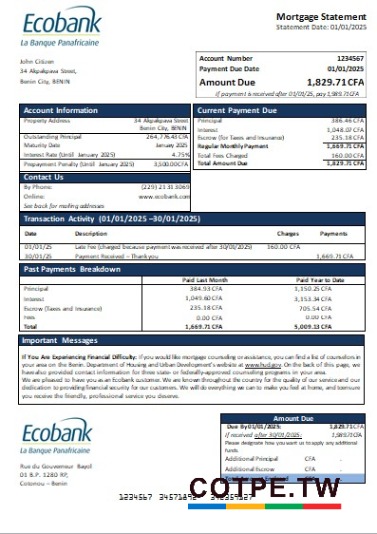 Ecobank
La Banque Panafricaine
Mortgage Statement
Statement Date: 01/01/2025
John Citizen
34 Akpakpava Street,
Benin City, BENIN
Account Number 1234567
Payment Due Date 01/01/2025
Amount Due 1,829.71 CFA
If payment is received after 01/01/25, pay 1,989.71CFA
Account Information
Property Address 34 Akpakpava Street
Benin City, BENIN
Outstanding Principal 264,776.43 CFA
Maturity Date January 2025
Interest Rate (Until January 2025) 4.75%
Prepayment Penalty (Until January 2025) 3,500.00CFA
Contact Us
By Phone: (229) 21 31 3069
Online: www.ecobank.com
See back for mailing addresses
Current Payment Due
Principal 386.46 CFA
Interest 1,048.07 CFA
Escrow (for Taxes and Insurance) 235.18 CFA
Regular Monthly Payment 1,669.71 CFA
Total Fees Charged 160.00 CFA
Total Amount Due 1,829.71 CFA
Transaction Activity (01/01/2025 –30/01/2025)
Date Description Charges Payments
01/01/25 Late Fee (charged because payment was received after 30/01/2025) 160.00 CFA
30/01/25 Payment Received – Thank you 1,669.71 CFA
Past Payments Breakdown
Paid Last Month Paid Year to Date
Principal 384.93 CFA 1,150.25 CFA
Interest 1,049.60 CFA 3,153.34 CFA
Escrow (Taxes and Insurance) 235.18 CFA 705.54 CFA
Fees 0.00 CFA 0.00 CFA
Total 1,669.71 CFA 5,009.13 CFA
Important Messages
If You Are Experiencing Financial Difficulty: if you would like mortgage counseling or assistance, you can find a list of counselors in
your area on the Benin. Department of Housing and Urban Development's website at www.hud.gov. On the back of this page, we
have also provided contact information for three state- or federally-approved counseling programs in your area.
We are pleased to have you as an Ecobank customer. We are known throughout the country for the quality of our service and our
dedication to providing financial security for our customers. We will do everything we can to make you feel at home, and to ensure
you receive the friendly, professional service you deserve.
Ecobank
La Banque Panafricaine
Rue du Gouverneur Bayol
01 B.P. 1280 RP,
Cotonou – Benin
Amount Due
Due By 01/01/2025: 1,829.71CFA
If received after 30/01/2025: 1,989.71CFA
Please designate how you want us to apply any additional
funds.
Additional Principal CFA .
Additional Escrow CFA .
1234567 34571892
COTPE.TW